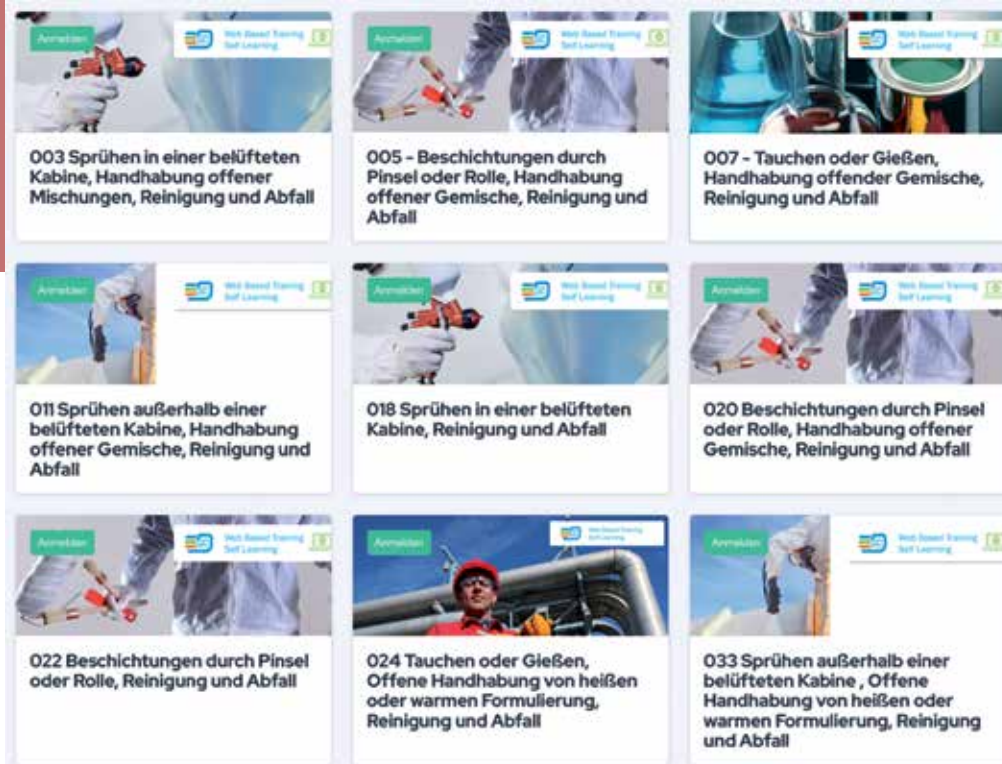 Anmelden
Web Based Training
Self Learning
003 Sprühen in einer belüfteten
Kabine, Handhabung offener
Mischungen, Reinigung und Abfall
Anmelden
Web Based Training
Self Learning
005 - Beschichtungen durch
Pinsel oder Rolle, Handhabung
offener Gemische, Reinigung und
Abfall
Web Based Training
Self Learning
007 - Tauchen oder Gießen,
Handhabung offender Gemische,
Reinigung und Abfall
Anmelden
Web Based Training
Self Learning
011 Sprühen außerhalb einer
belüfteten Kabine, Handhabung
offener Gemische, Reinigung und
Abfall
Anmelden
Web Based Training
Self Learning
018 Sprühen in einer belüfteten
Kabine, Reinigung und Abfall
Anmelden
Web Based Training
Self Learning
020 Beschichtungen durch Pinsel
oder Rolle, Handhabung offener
Gemische, Reinigung und Abfall
Anmelden
Web Based Training
Self Learning
022 Beschichtungen durch Pinsel
oder Rolle, Reinigung und Abfall
Anmelden
Web Based Training
Self Learning
024 Tauchen oder Gießen,
Offene Handhabung von heißen
oder warmen Formulierung,
Reinigung und Abfall
Anmelden
Web Based Training
Self Learning
033 Sprühen außerhalb einer
belüfteten Kabine , Offene
Handhabung von heißen oder
warmen Formulierung, Reinigung
und Abfall